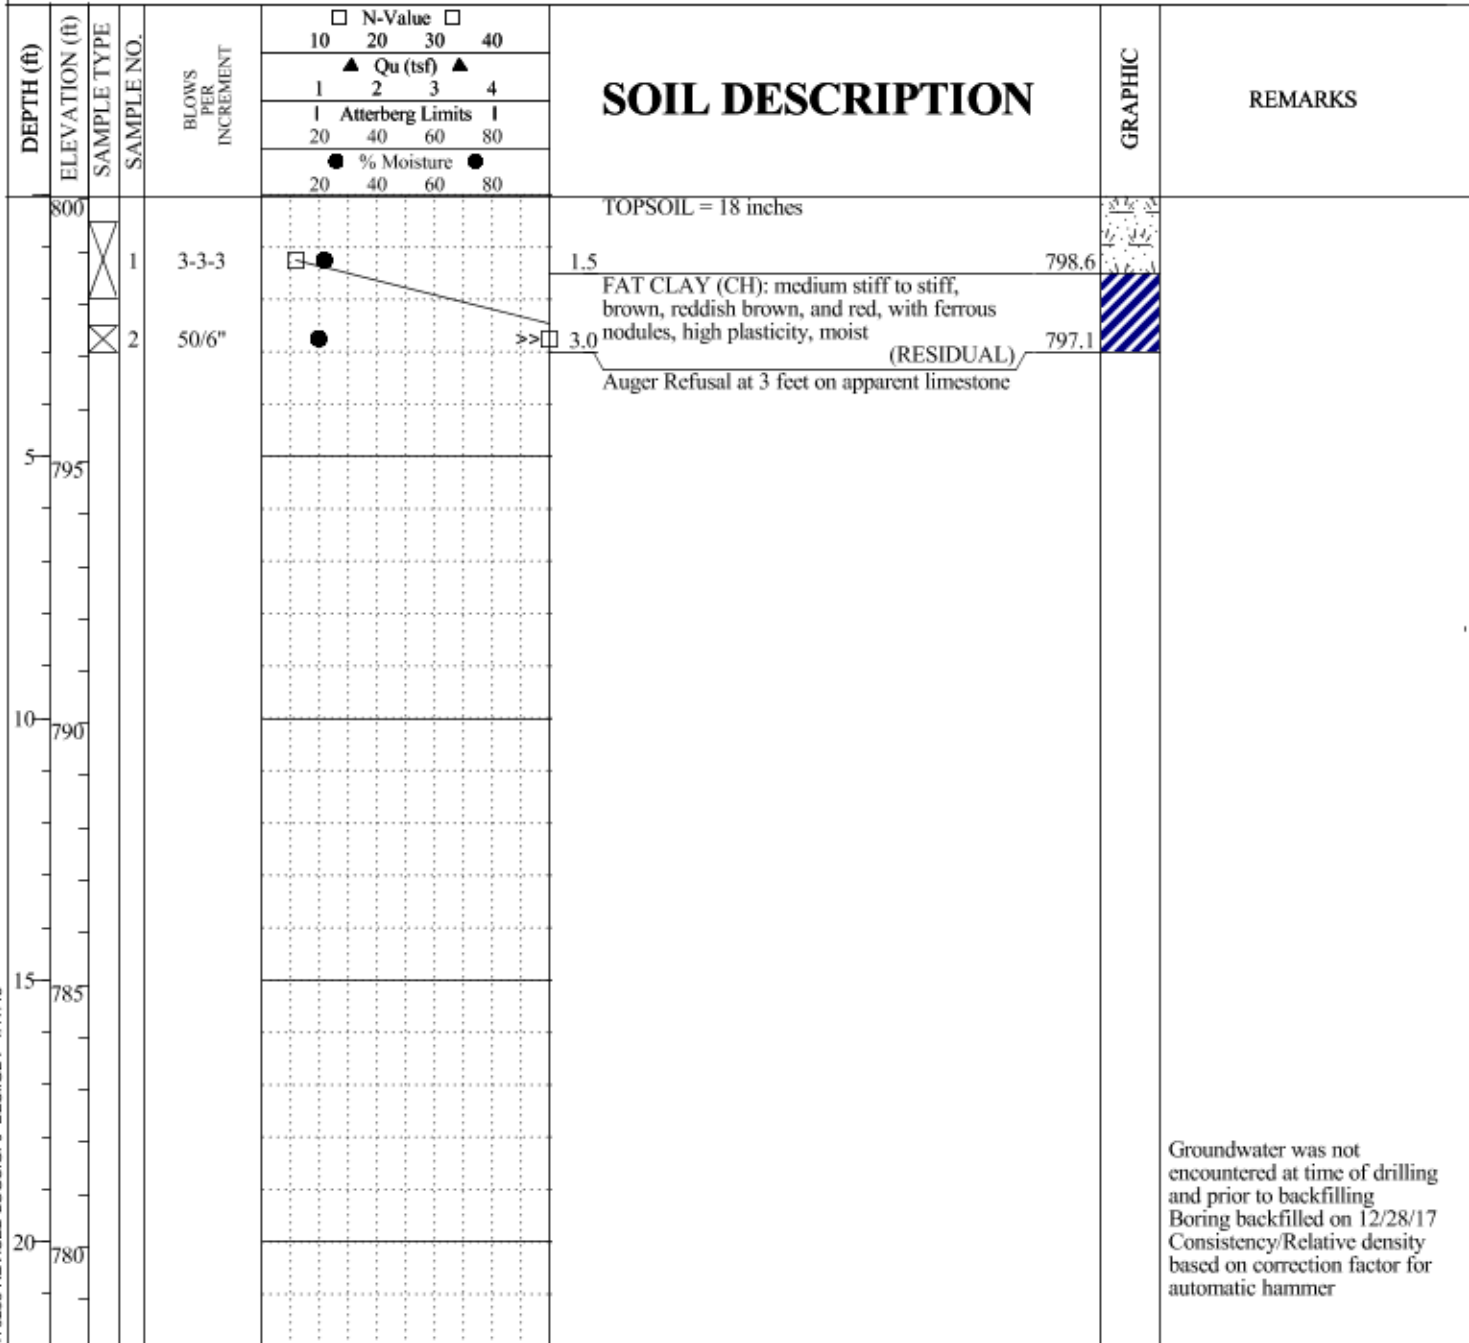 DEPTH (ft)
ELEVATION (ft)
SAMPLE TYPE
SAMPLE NO.
BLOWS
PER
INCREMENT
N-Value
10 20 30 40
Qu (tsf)
1 2 3 4
Atterberg Limits
20 40 60 80
% Moisture
20 40 60 80
SOIL DESCRIPTION
GRAPHIC
REMARKS
800
TOPSOIL = 18 inches
1 3-3-3
1.5 798.6
FAT CLAY (CH): medium stiff to stiff,
brown, reddish brown, and red, with ferrous
nodules, high plasticity, moist
2 50/6" >> 3.0 797.1
(RESIDUAL)
Auger Refusal at 3 feet on apparent limestone
5 795
10 790
15 785
20 780
Groundwater was not
encountered at time of drilling
and prior to backfilling
Boring backfilled on 12/28/17
Consistency/Relative density
based on correction factor for
automatic hammer